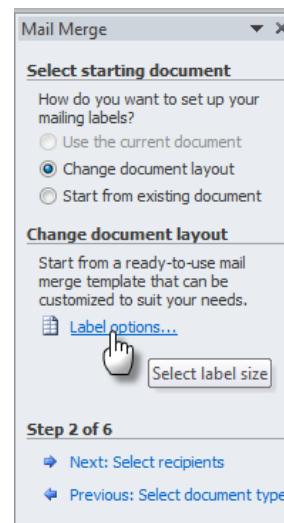 Mail Merge
Select starting document
How do you want to set up your
mailing labels?
Use the current document
Change document layout
Start from existing document
Change document layout
Start from a ready-to-use mail
merge template that can be
customized to suit your needs.
Label options...
Select label size
Step 2 of 6
Next: Select recipients
Previous: Select document type